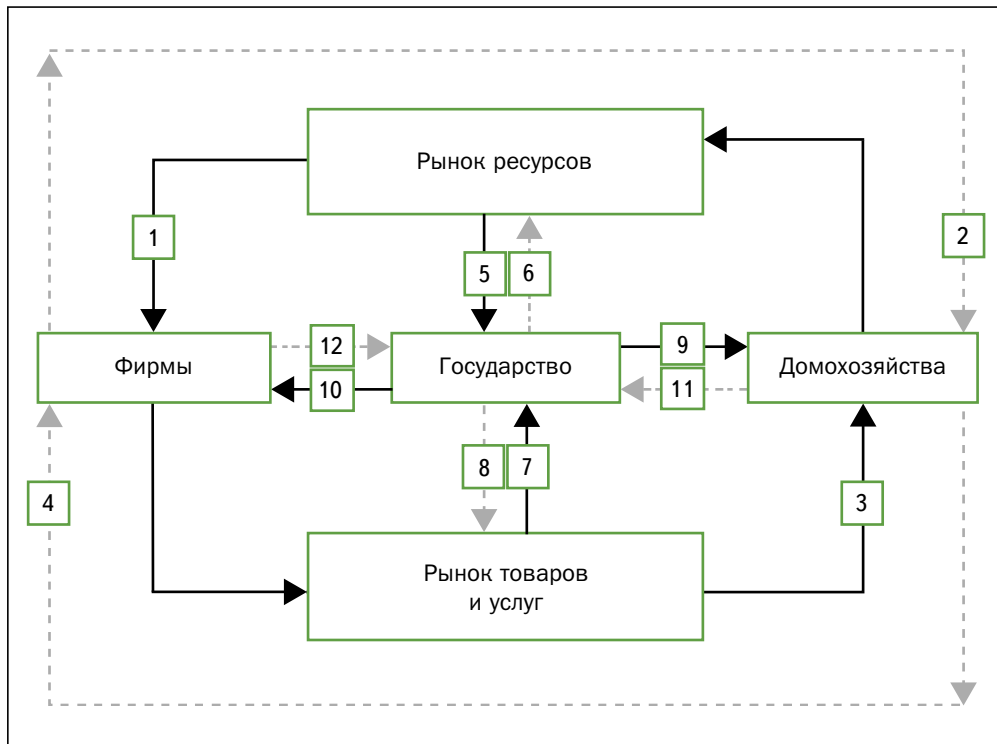 Рынок ресурсов
1
2
5
6
Фирмы
12
10
Государство
9
11
Домохозяйства
4
8
7
3
Рынок товаров
и услуг